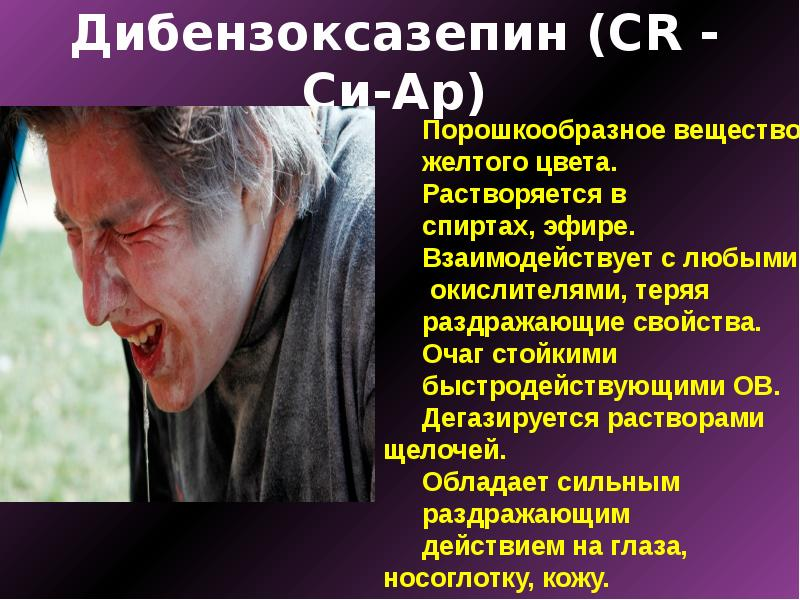 Дибензоксазепин (CR -
Си-Ар)
Порошкообразное вещество
желтого цвета.
Растворяется в
спиртах, эфире.
Взаимодействует с любыми
окислителями, теряя
раздражающие свойства.
Очаг стойкими
быстродействующими ОВ.
Дегазируется растворами
щелочей.
Обладает сильным
раздражающим
действием на глаза,
носоглотку, кожу.